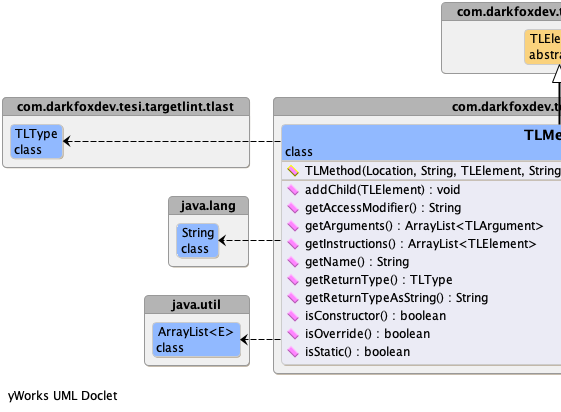 com.darkfoxdev.t
TLEle
abstra
com.darkfoxdev.tesi.targetlint.tlast
TLType
class
java.lang
String
class
java.util
ArrayList<E>
class
com.darkfoxdev.t
TLMe
class
TLMethod(Location, String, TLElement, String
addChild(TLElement) : void
getAccessModifier() : String
getArguments() : ArrayList<TLArgument>
getInstructions() : ArrayList<TLElement>
getName() : String
getReturnType() : TLType
getReturnTypeAsString() : String
isConstructor() : boolean
isOverride() : boolean
isStatic() : boolean
yWorks UML Doclet